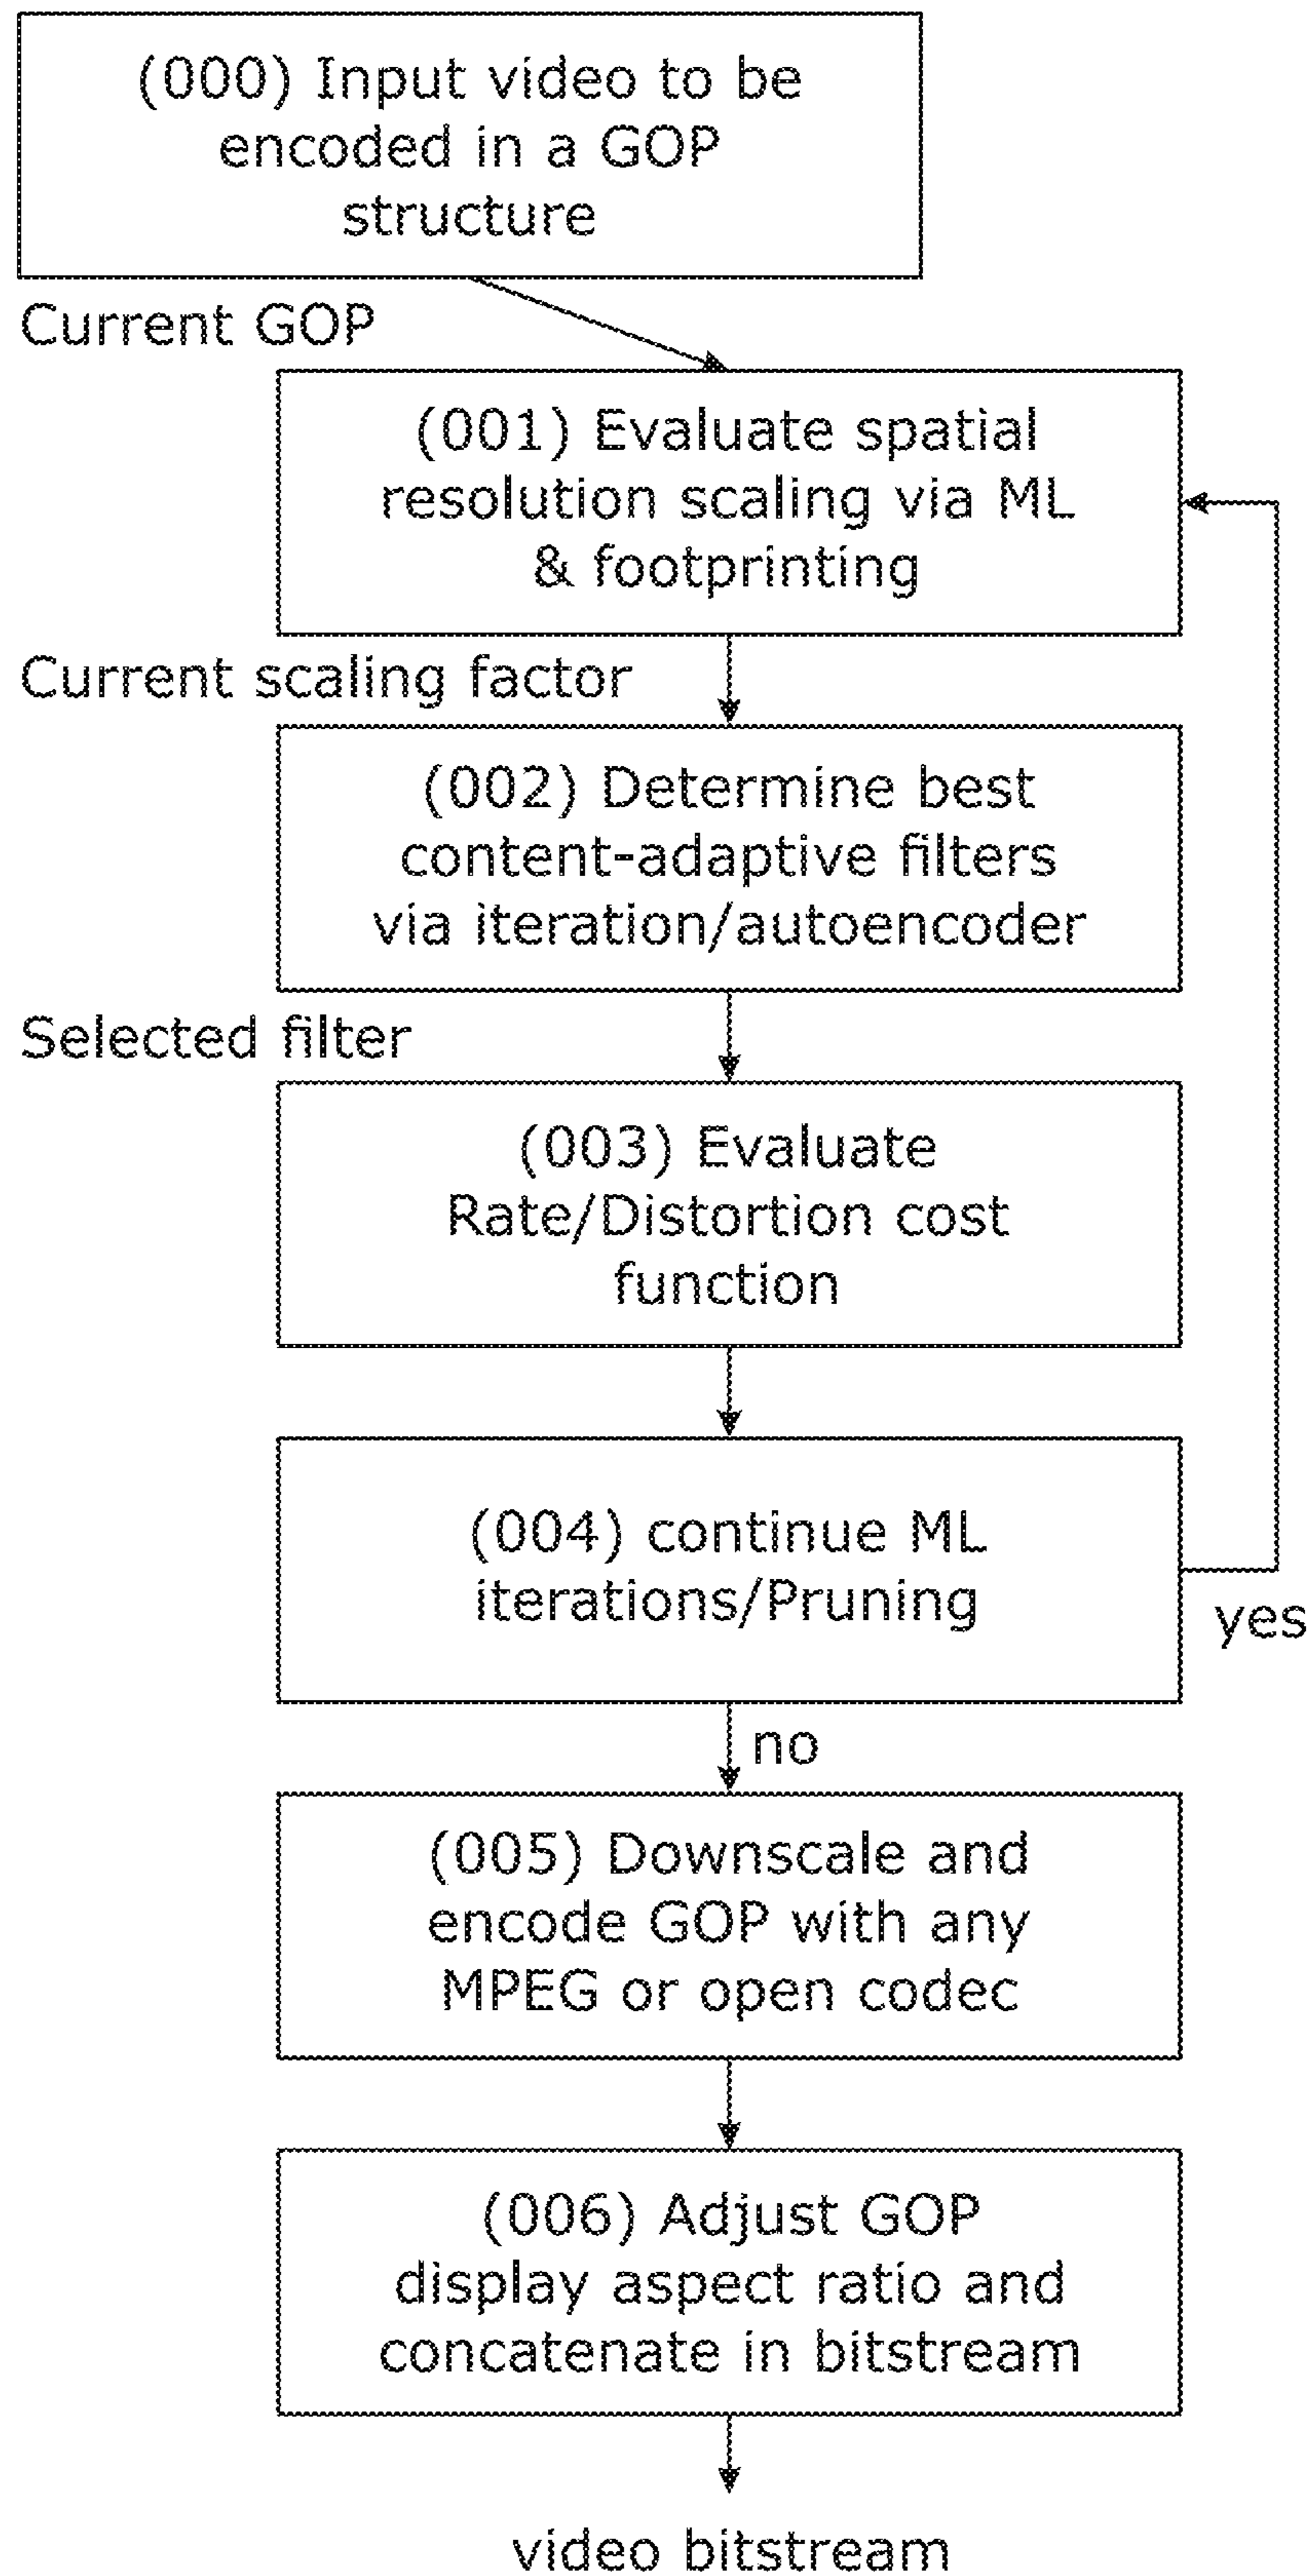 (000) Input video to be
encoded in a GOP
structure
Current GOP
(001) Evaluate spatial
resolution scaling via ML
& footprinting
Current scaling factor
(002) Determine best
content-adaptive filters
via iteration/autoencoder
Selected filter
(003) Evaluate
Rate/Distortion cost
function
(004) continue ML
iterations/Pruning
yes
no
(005) Downscale and
encode GOP with any
MPEG or open codec
(006) Adjust GOP
display aspect ratio and
concatenate in bitstream
video bitstream